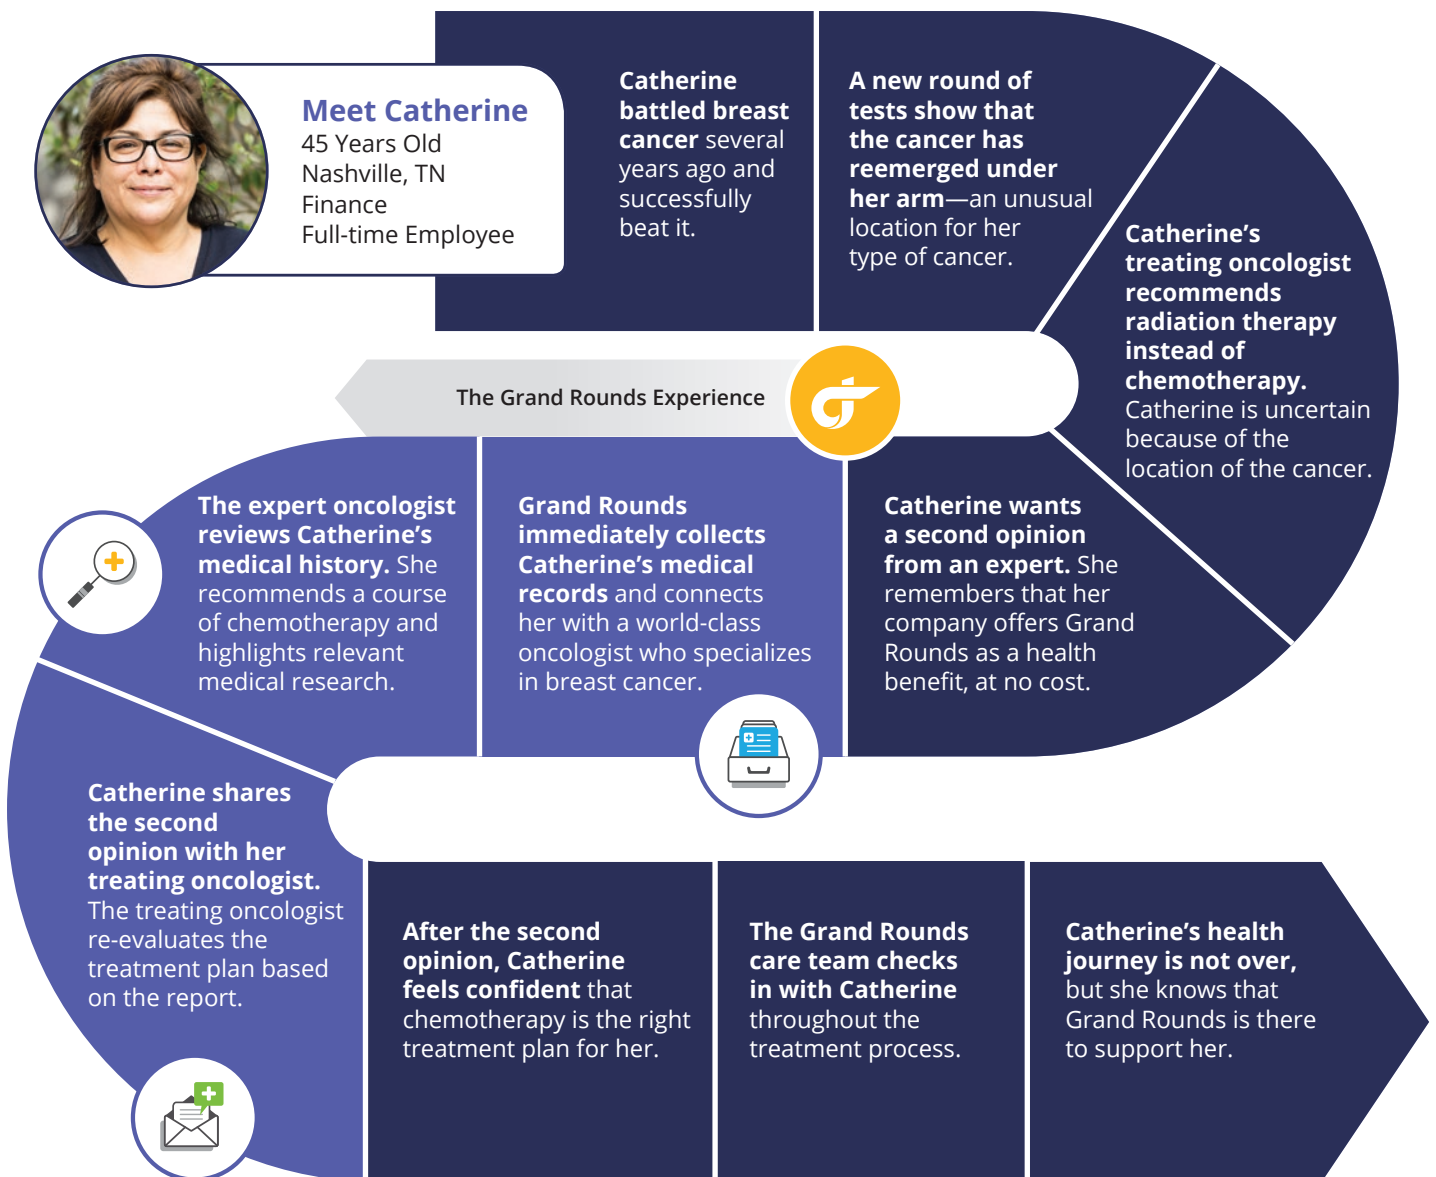 Meet Catherine
45 Years Old
Nashville, TN
Finance
Full-time Employee
Catherine
battled breast
cancer several
years ago and
successfully
beat it.
A new round of
tests show that
the cancer has
reemerged under
her arm—an unusual
location for her
type of cancer.
Catherine’s
treating oncologist
recommends
radiation therapy
instead of
chemotherapy.
Catherine is uncertain
because of the
location of the cancer.
The Grand Rounds Experience
Catherine wants
a second opinion
from an expert. She
remembers that her
company offers Grand
Rounds as a health
benefit, at no cost.
Grand Rounds
immediately collects
Catherine’s medical
records and connects
her with a world-class
oncologist who specializes
in breast cancer.
The expert oncologist
reviews Catherine’s
medical history. She
recommends a course
of chemotherapy and
highlights relevant
medical research.
Catherine shares
the second
opinion with her
treating oncologist.
The treating oncologist
re-evaluates the
treatment plan based
on the report.
After the second
opinion, Catherine
feels confident that
chemotherapy is the right
treatment plan for her.
The Grand Rounds
care team checks
in with Catherine
throughout the
treatment process.
Catherine’s health
journey is not over,
but she knows that
Grand Rounds is there
to support her.